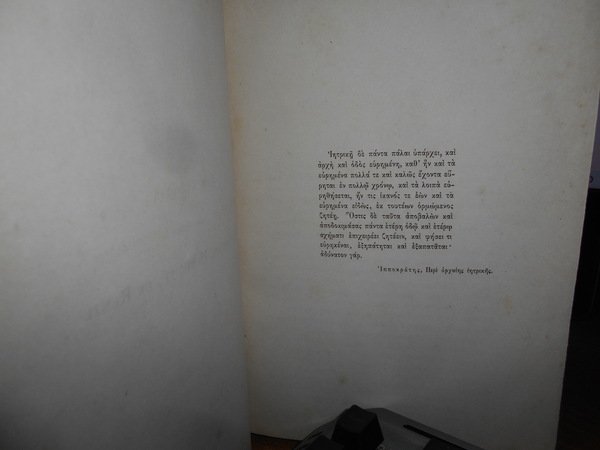 Ἰητρικῇ δὲ πάντα πάλαι ὑπάρχει, καὶ
ἀρχὴ καὶ ὁδὸς εὑρημένη, καθ' ἣν καὶ τὰ
εὑρημένα πολλά τε καὶ καλῶς ἔχοντα εὕ-
ρηται ἐν πολλῷ χρόνῳ, καὶ τὰ λοιπὰ εὑ-
ρηθήσεται, ἤν τις ἱκανός τε ἐὼν καὶ τὰ
εὑρημένα εἰδὼς, ἐκ τουτέων ὁρμώμενος
ζητέῃ. Ὅστις δὲ ταῦτα ἀποβαλὼν καὶ
ἀποδοκιμάσας πάντα ἑτέρῃ ὁδῷ καὶ ἑτέρῳ
σχήματι ἐπιχειρέει ζητέειν, καὶ φήσει τι
εὑρηκέναι, ἐξηπάτηται καὶ ἐξαπατᾶται·
ἀδύνατον γάρ.
Ἱπποκράτης, Περὶ ἀρχαίης ἰητρικῆς.